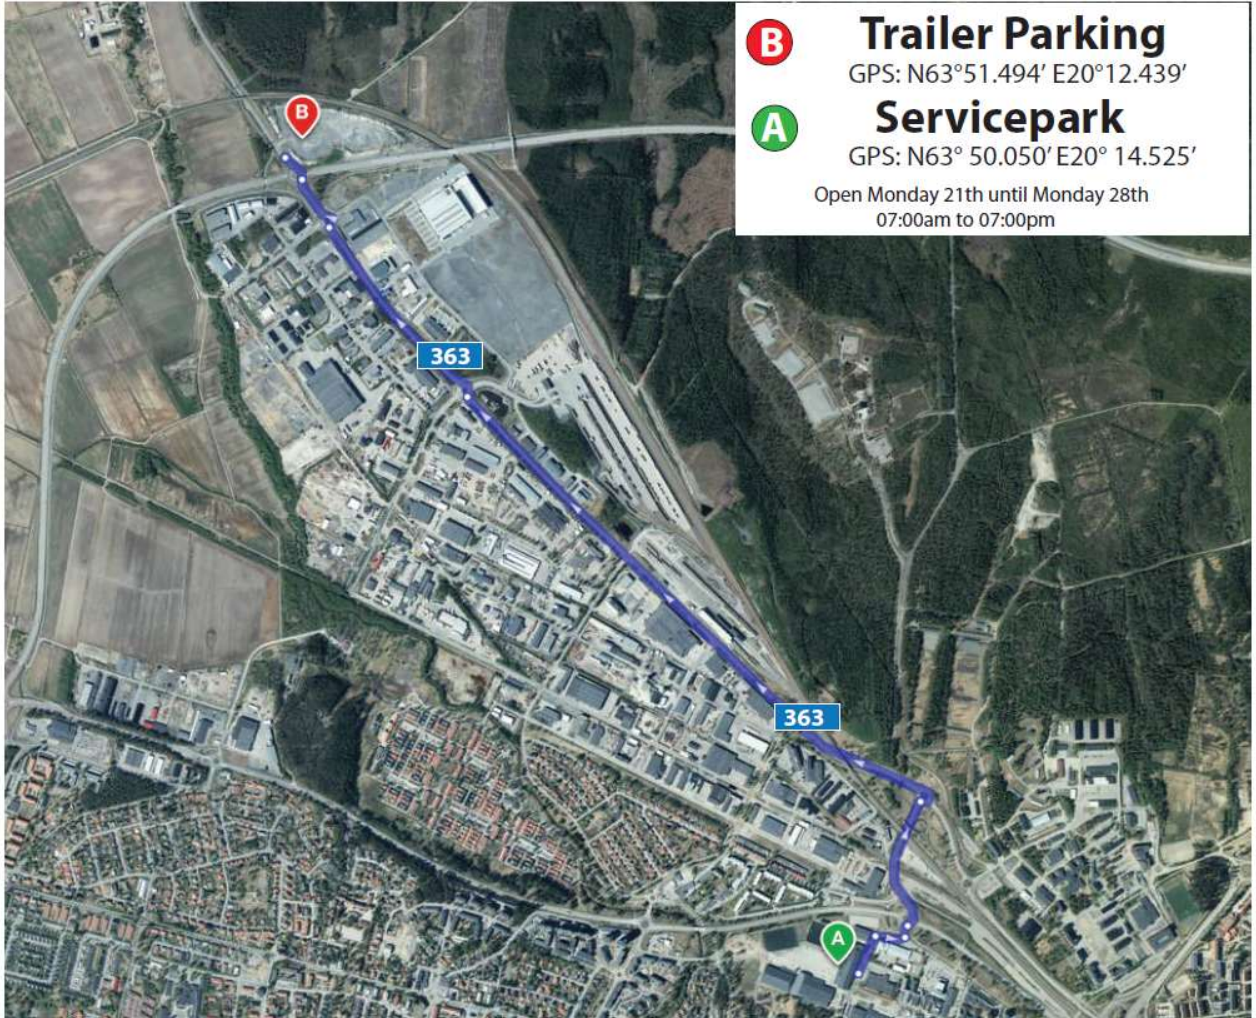 B Trailer Parking
GPS: N63°51.494’ E20°12.439’
A Servicepark
GPS: N63° 50.050’ E20° 14.525’
Open Monday 21th until Monday 28th
07:00am to 07:00pm
B
363
363
A